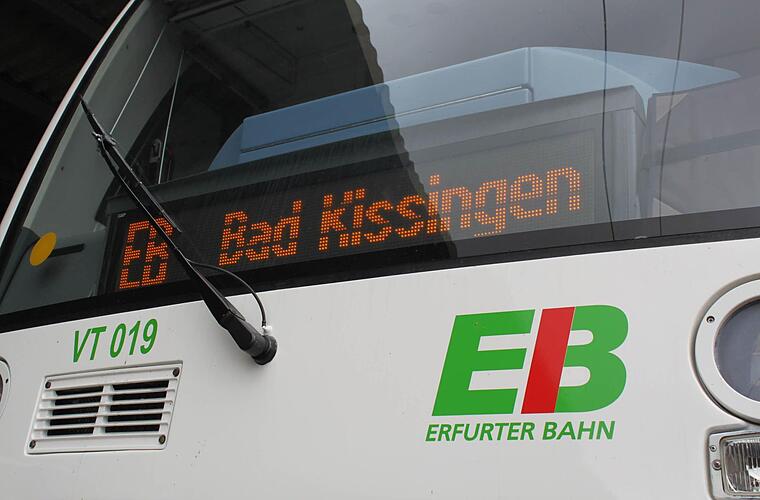 EB Bad Kissingen
VT 019
EB
ERFURTER BAHN